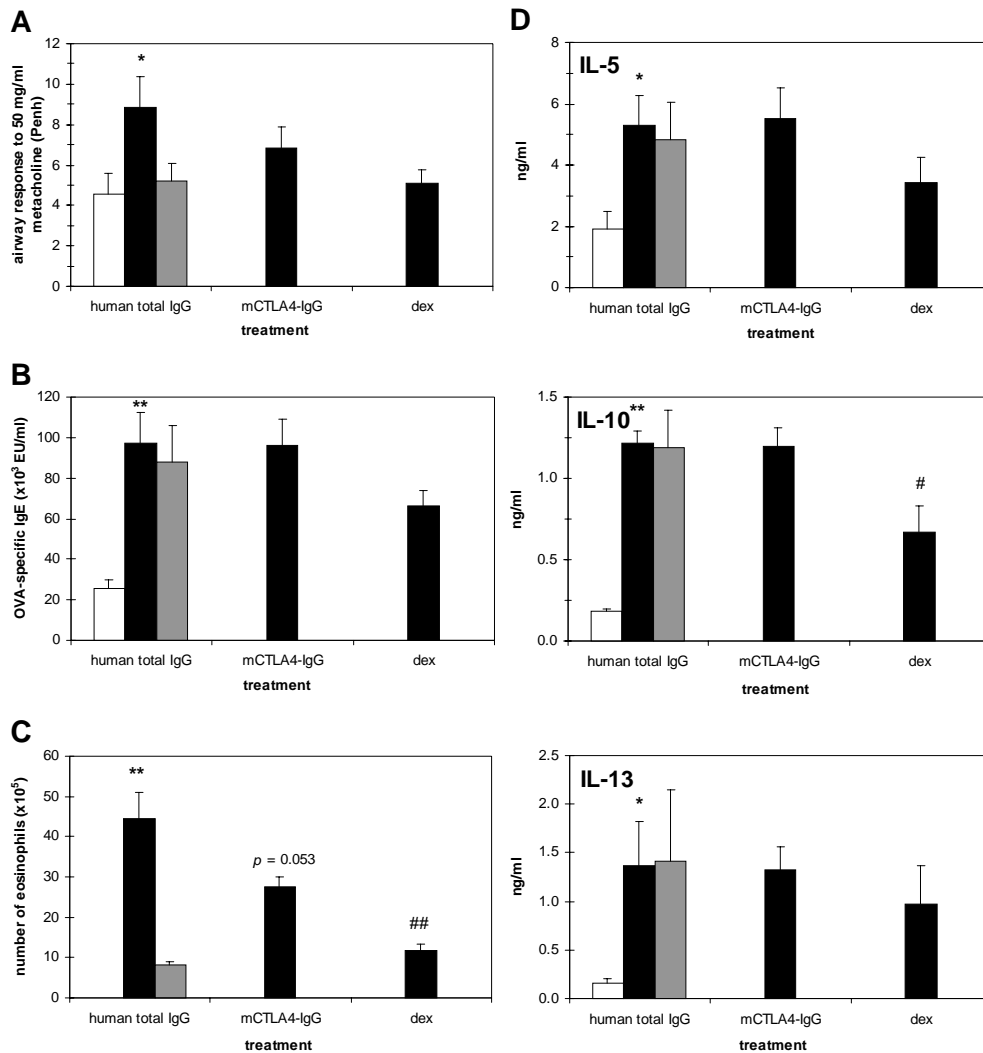 A
airway response to 50 mg/ml
metacholine (Penh)
12
10
8
6
4
2
0
*
human total IgG
mCTLA4-IgG
dex
treatment
D
IL-5
ng/ml
8
6
4
2
0
*
human total IgG
mCTLA4-IgG
dex
B
OVA-specific IgE (x10³ EU/ml)
120
100
80
60
40
20
0
**
human total IgG
mCTLA4-IgG
dex
treatment
IL-10
ng/ml
1.5
1.0
0.5
0.0
**
#
human total IgG
mCTLA4-IgG
dex
treatment
C
number of eosinophils (x10⁵)
60
50
40
30
20
10
0
**
p = 0.053
##
human total IgG
mCTLA4-IgG
dex
treatment
IL-13
ng/ml
2.5
2.0
1.5
1.0
0.5
0.0
*
human total IgG
mCTLA4-IgG
dex
treatment